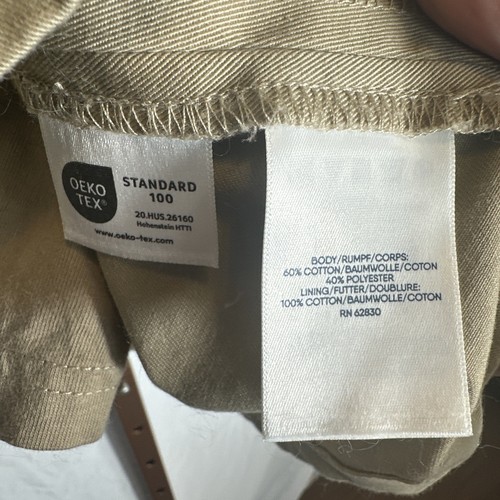 OEKO
TEX®
STANDARD
100
20.HUS.26160
Hohenstein HTTI
www.oeko-tex.com
BODY/RUMPF/CORPS:
60% COTTON/BAUMWOLLE/COTON
40% POLYESTER
LINING/FUTTER/DOUBLURE:
100% COTTON/BAUMWOLLE/COTON
RN 62830